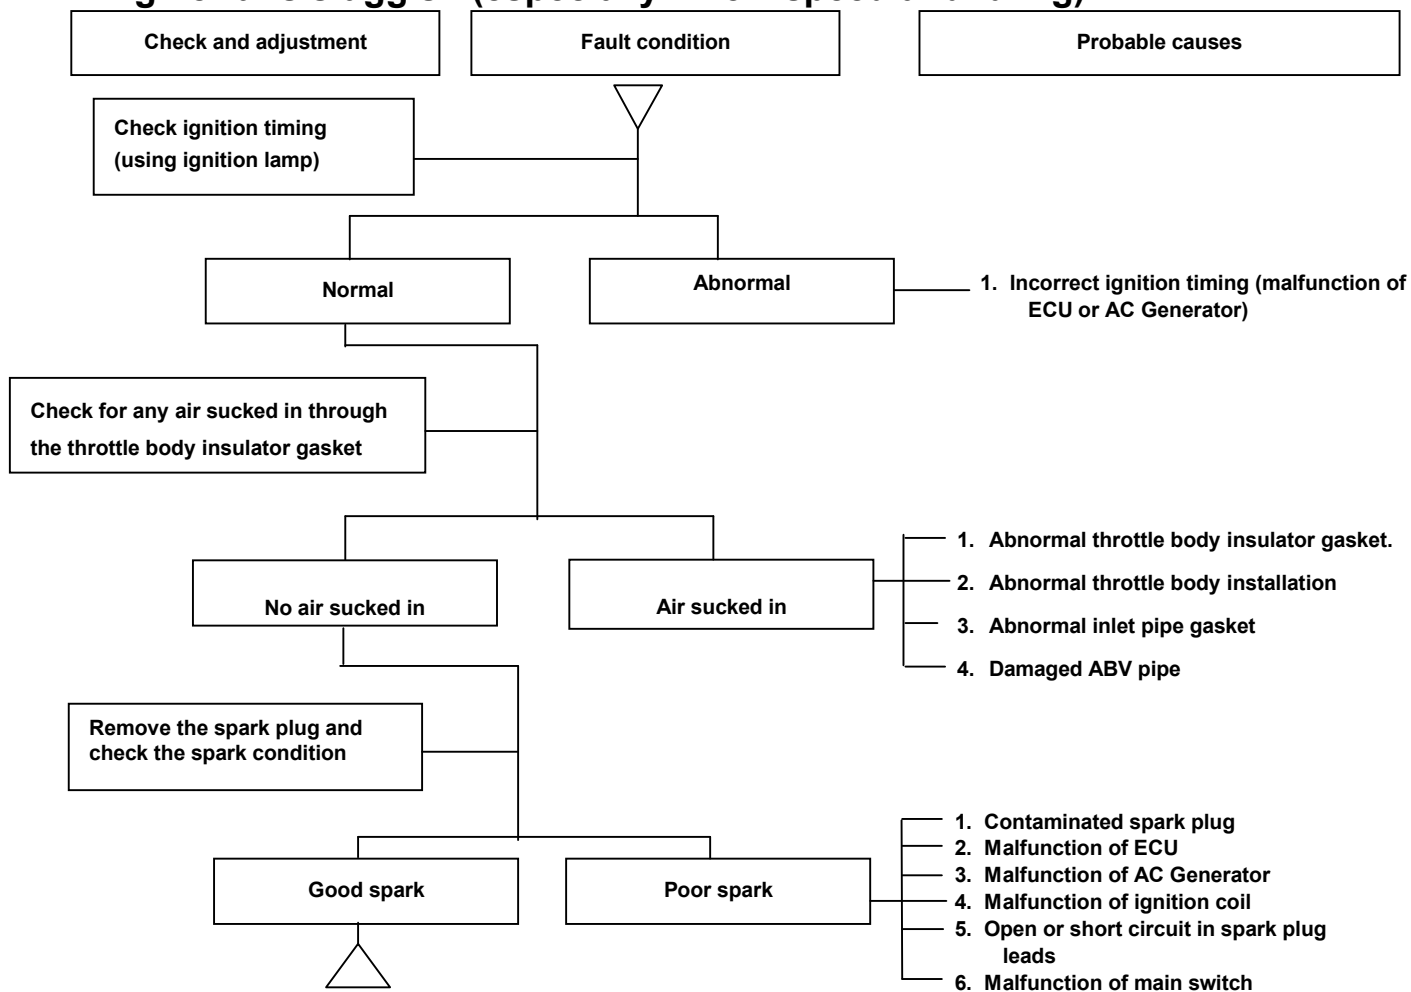 (especially
Check and adjustment
Fault condition
Probable causes
Check ignition timing
(using ignition lamp)
Normal
Abnormal
1. Incorrect ignition timing (malfunction of
ECU or AC Generator)
Check for any air sucked in through
the throttle body insulator gasket
No air sucked in
Air sucked in
1. Abnormal throttle body insulator gasket.
2. Abnormal throttle body installation
3. Abnormal inlet pipe gasket
4. Damaged ABV pipe
Remove the spark plug and
check the spark condition
Good spark
Poor spark
1. Contaminated spark plug
2. Malfunction of ECU
3. Malfunction of AC Generator
4. Malfunction of ignition coil
5. Open or short circuit in spark plug
leads
6. Malfunction of main switch